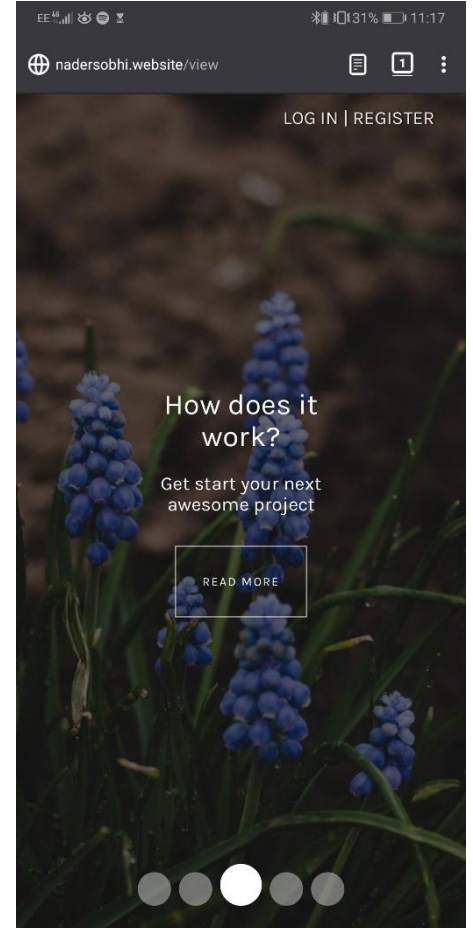 EE 4G 31% 11:17
nadersobhi.website/view 1
LOG IN | REGISTER
How does it
work?
Get start your next
awesome project
READ MORE